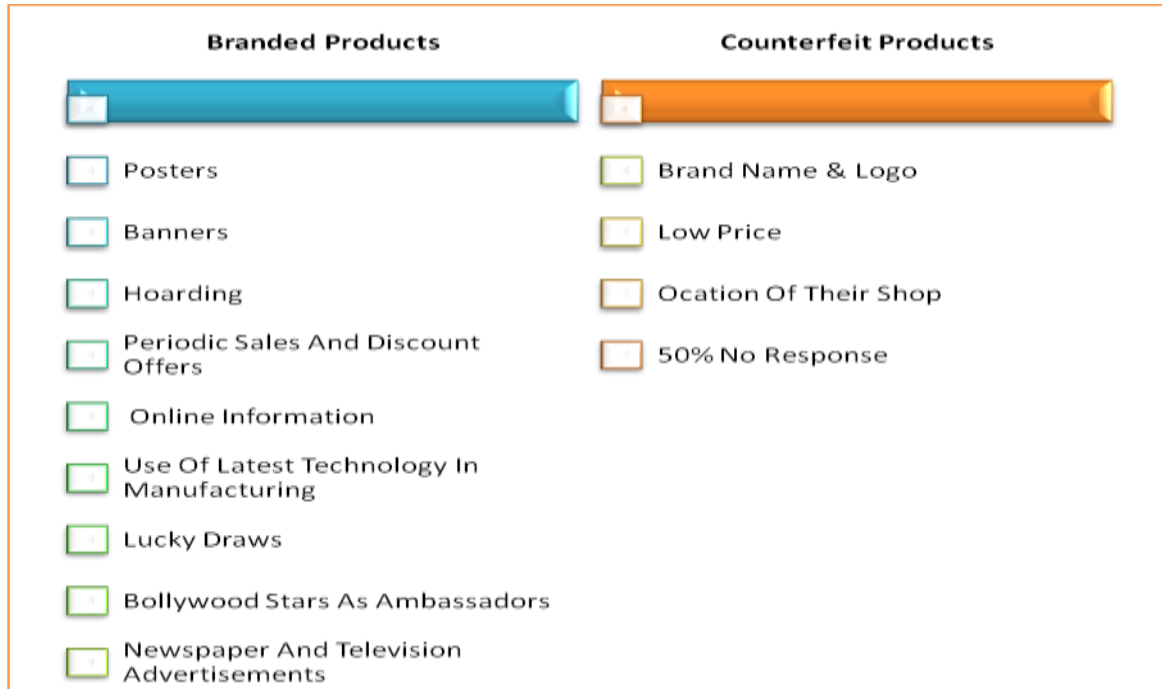 Branded Products
Posters
Banners
Hoarding
Periodic Sales And Discount
Offers
Online Information
Use Of Latest Technology In
Manufacturing
Lucky Draws
Bollywood Stars As Ambassadors
Newspaper And Television
Advertisements
Counterfeit Products
Brand Name & Logo
Low Price
Ocation Of Their Shop
50% No Response